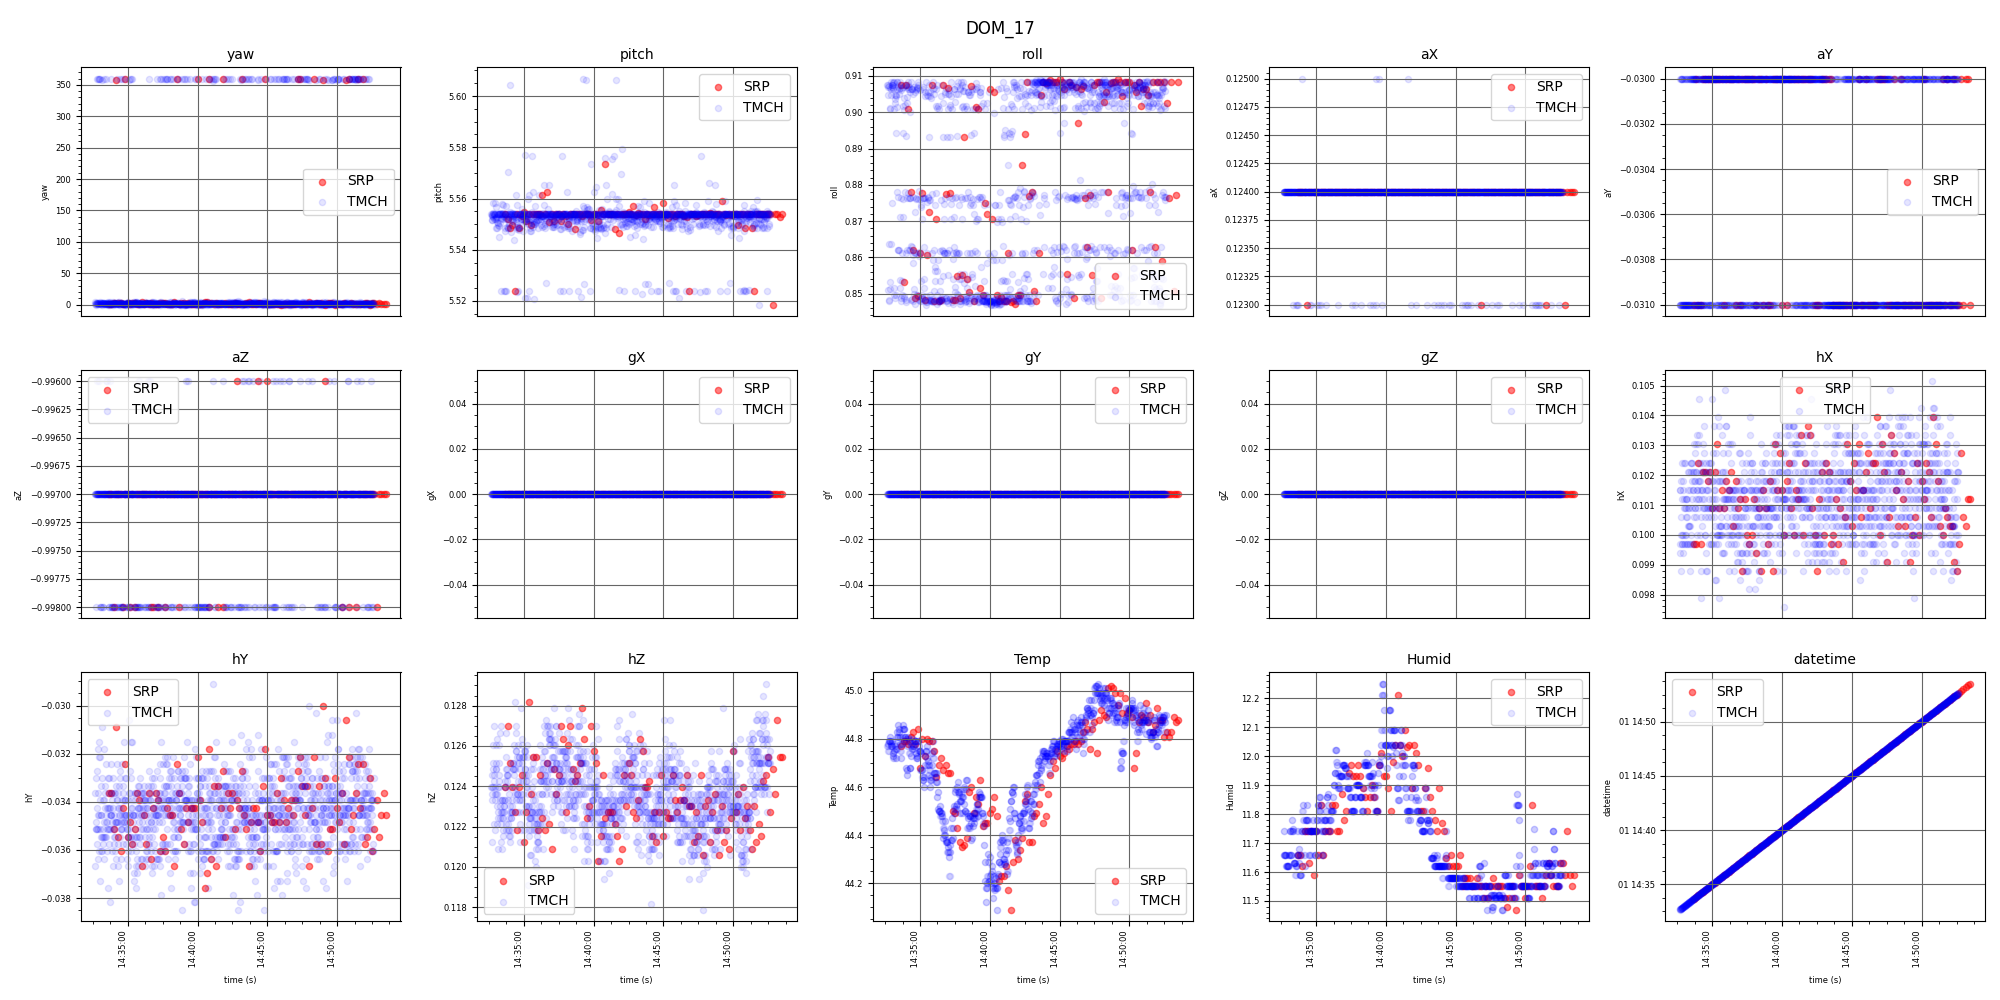 DOM_17
yaw
pitch
roll
aX
aY
350
300
250
200
150
100
50
0
yaw
SRP
TMCH
5.60
5.58
5.56
5.54
5.52
pitch
SRP
TMCH
0.91
0.90
0.89
0.88
0.87
0.86
0.85
roll
SRP
TMCH
0.12500
0.12475
0.12450
0.12425
0.12400
0.12375
0.12350
0.12325
0.12300
aX
SRP
TMCH
−0.0300
−0.0302
−0.0304
−0.0306
−0.0308
−0.0310
aY
SRP
TMCH
aZ
gX
gY
gZ
hX
−0.99600
−0.99625
−0.99650
−0.99675
−0.99700
−0.99725
−0.99750
−0.99775
−0.99800
aZ
SRP
TMCH
0.04
0.02
0.00
−0.02
−0.04
gX
SRP
TMCH
0.04
0.02
0.00
−0.02
−0.04
gY
SRP
TMCH
0.04
0.02
0.00
−0.02
−0.04
gZ
SRP
TMCH
0.105
0.104
0.103
0.102
0.101
0.100
0.099
0.098
hX
SRP
TMCH
hY
hZ
Temp
Humid
datetime
−0.030
−0.032
−0.034
−0.036
−0.038
hY
SRP
TMCH
14:35:00
14:40:00
14:45:00
14:50:00
time (s)
0.128
0.126
0.124
0.122
0.120
0.118
hZ
SRP
TMCH
14:35:00
14:40:00
14:45:00
14:50:00
time (s)
45.0
44.8
44.6
44.4
44.2
Temp
SRP
TMCH
14:35:00
14:40:00
14:45:00
14:50:00
time (s)
12.2
12.1
12.0
11.9
11.8
11.7
11.6
11.5
Humid
SRP
TMCH
14:35:00
14:40:00
14:45:00
14:50:00
time (s)
01 14:50
01 14:45
01 14:40
01 14:35
datetime
SRP
TMCH
14:35:00
14:40:00
14:45:00
14:50:00
time (s)